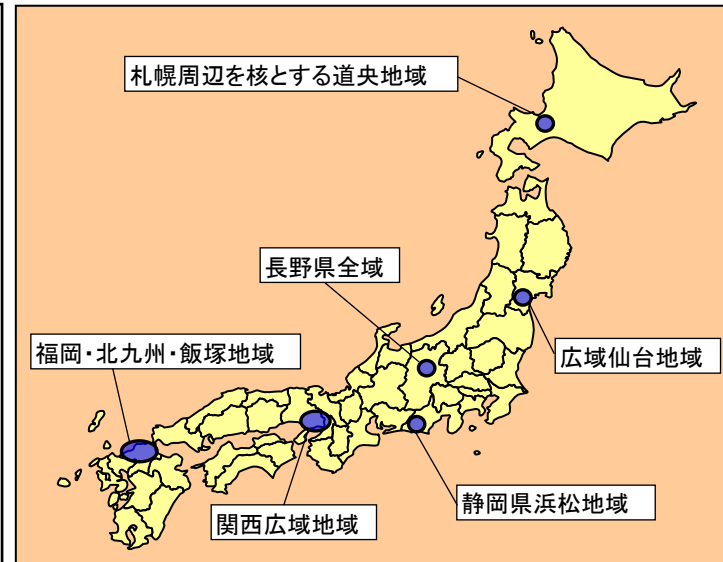 札幌周辺を核とする道央地域
長野県全域
福岡・北九州・飯塚地域
広域仙台地域
静岡県浜松地域
関西広域地域